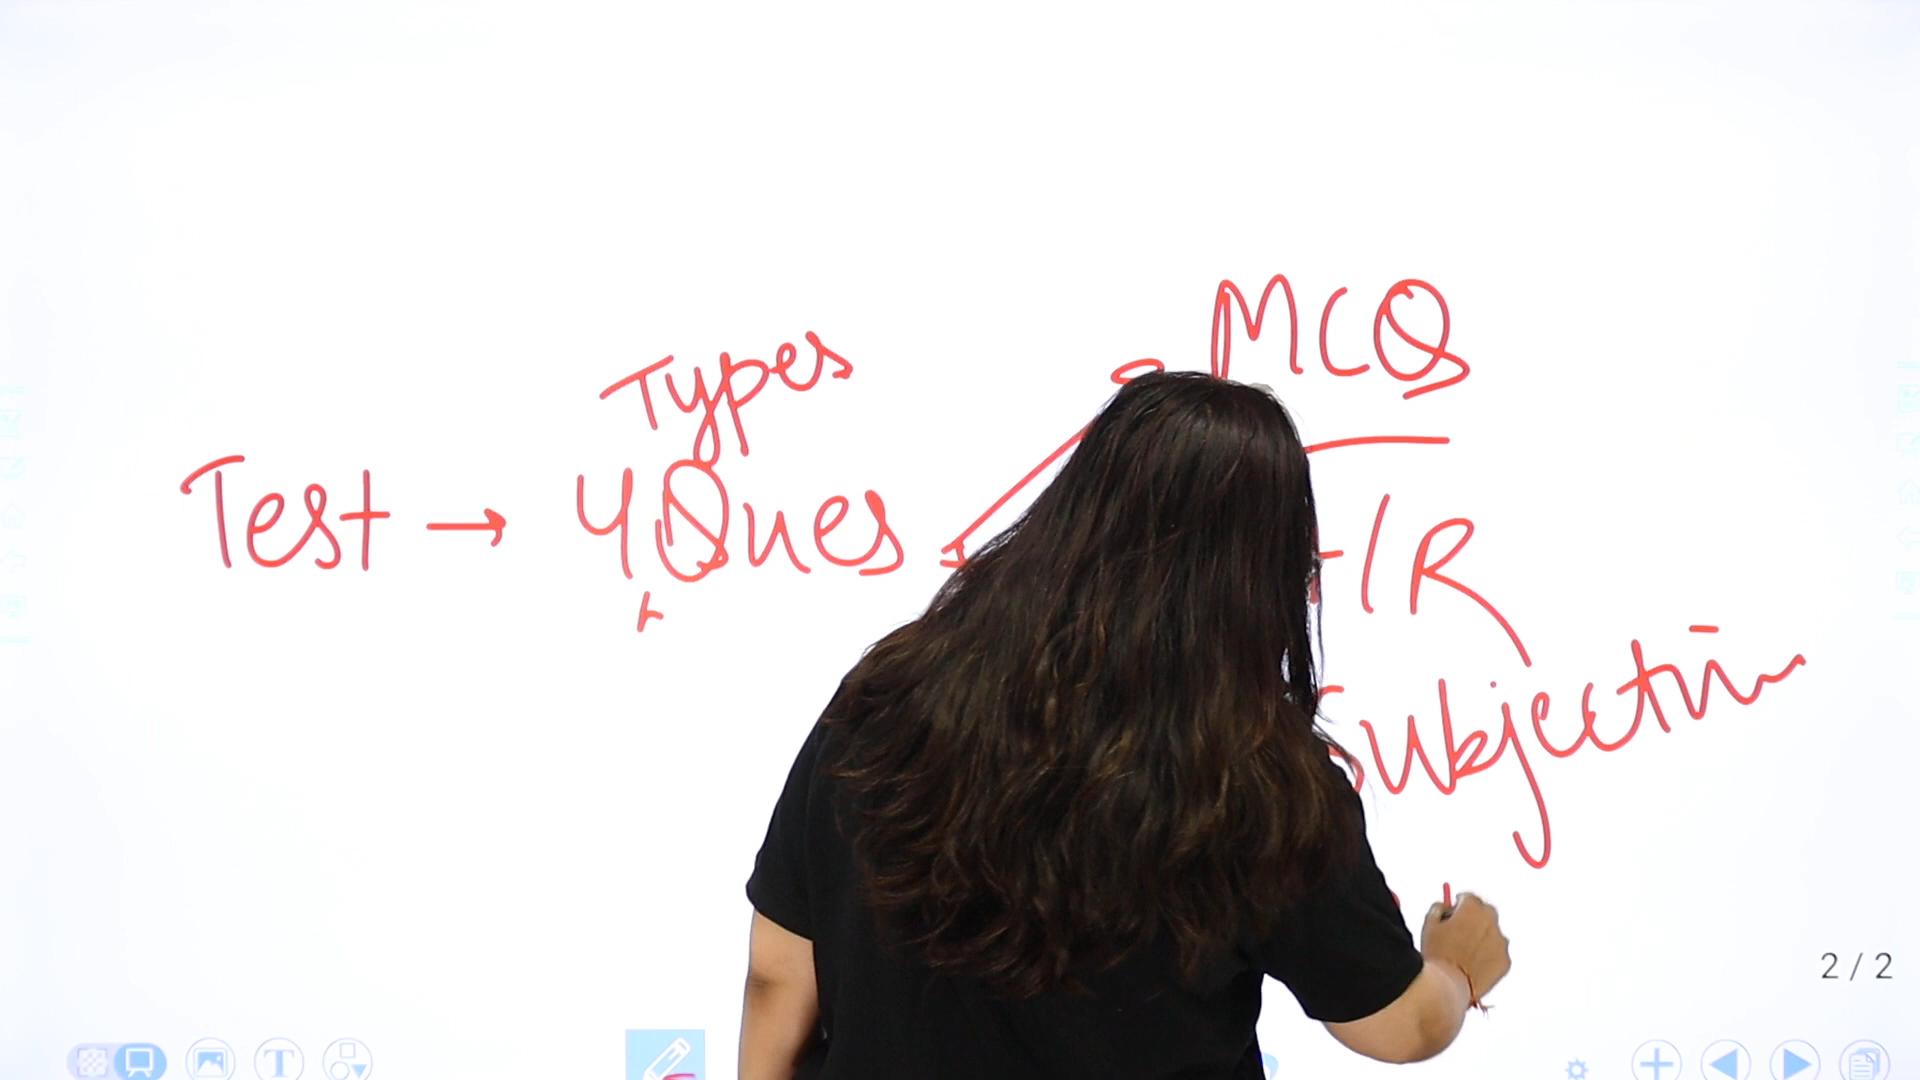 MCQ
Types
Test → 4 Ques
/R
Subjectiv
2 / 2
T